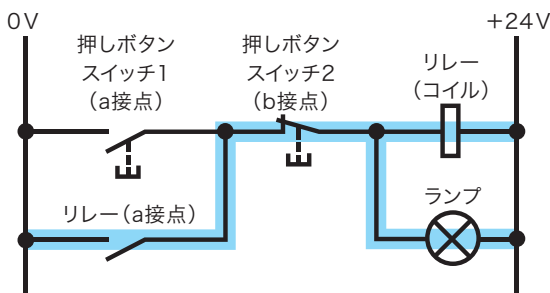 0V
+24V
押しボタン
スイッチ1
（a接点）
押しボタン
スイッチ2
（b接点）
リレー
（コイル）
リレー（a接点）
ランプ